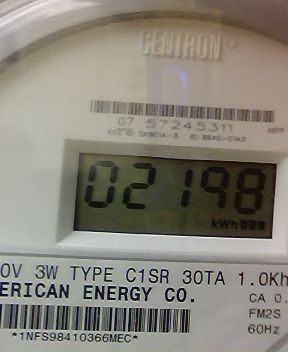 CENTRON®
07 57245311 HPP
02198
kWh
0V 3W TYPE C1SR 30TA 1.0Kh
ERICAN ENERGY CO.
CA 0.
FM2S
60Hz
*1NFS98410366MEC*